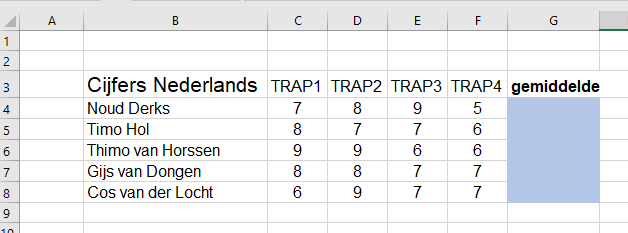 A B C D E F G
1
2
3 Cijfers Nederlands TRAP1 TRAP2 TRAP3 TRAP4 gemiddelde
4 Noud Derks 7 8 9 5
5 Timo Hol 8 7 7 6
6 Thimo van Horssen 9 9 6 6
7 Gijs van Dongen 8 8 7 7
8 Cos van der Locht 6 9 7 7
9
10